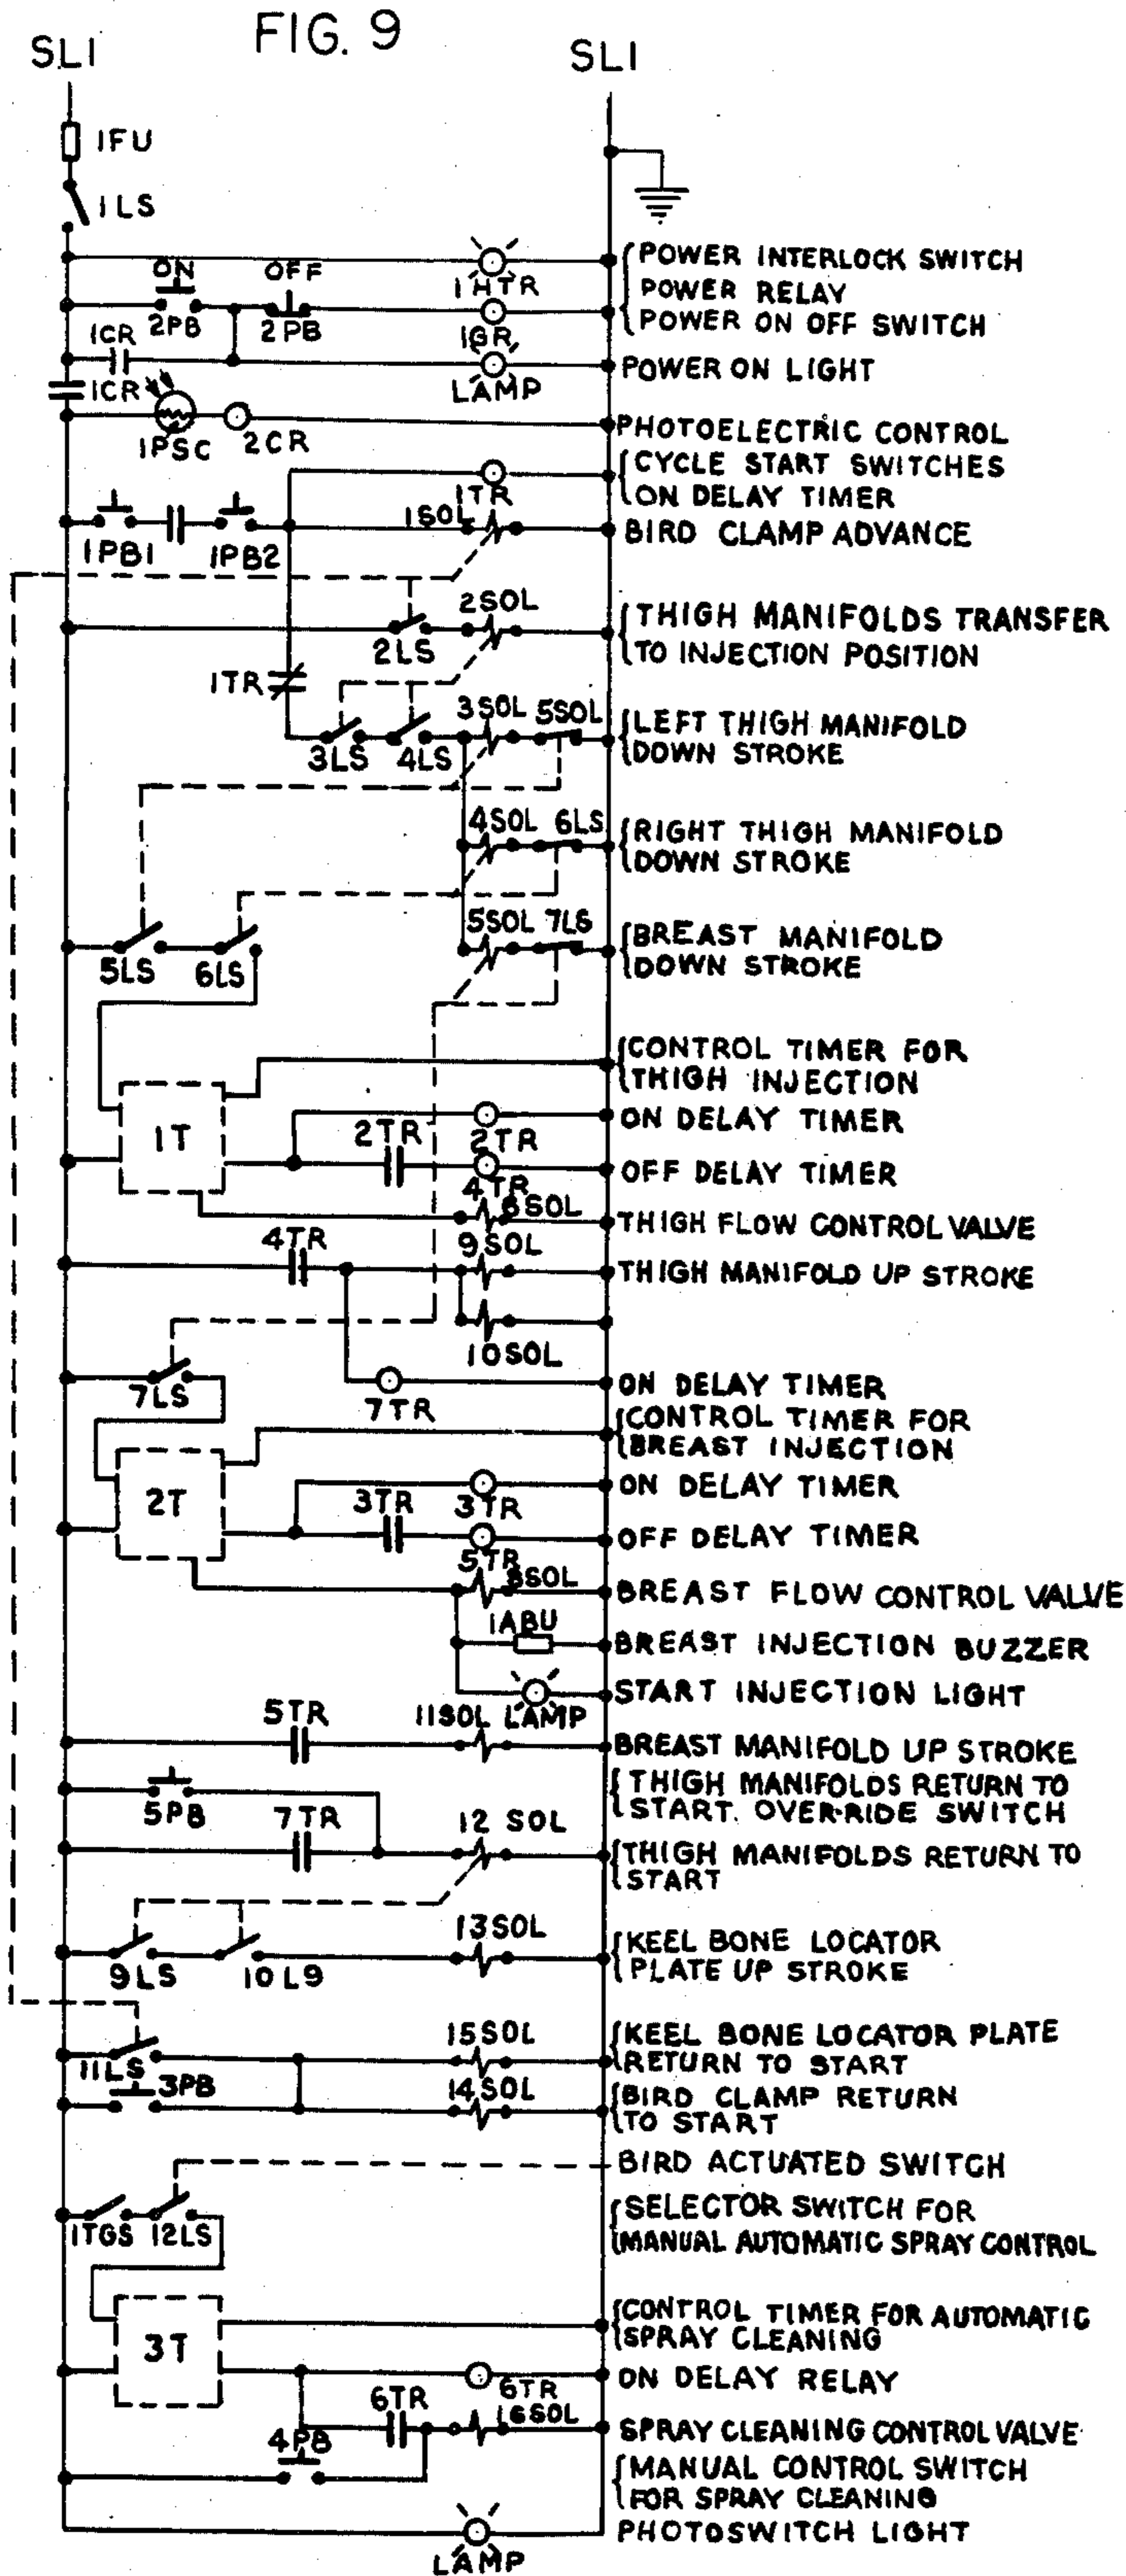 FIG. 9
SL1 SL1
1FU
1LS
POWER INTERLOCK SWITCH
ON OFF 1HTR
POWER RELAY
2PB 2PB
POWER ON OFF SWITCH
1CR 1GR
POWER ON LIGHT
LAMP
1CR
1PSC 2CR
PHOTOELECTRIC CONTROL
CYCLE START SWITCHES
1TR
ON DELAY TIMER
1SOL
1PB1 1PB2
BIRD CLAMP ADVANCE
2SOL
THIGH MANIFOLDS TRANSFER
2LS
TO INJECTION POSITION
1TR
3SOL 5SOL
LEFT THIGH MANIFOLD
3LS 4LS
DOWN STROKE
4SOL 6LS
RIGHT THIGH MANIFOLD
DOWN STROKE
5SOL 7LS
BREAST MANIFOLD
5LS 6LS
DOWN STROKE
CONTROL TIMER FOR
THIGH INJECTION
ON DELAY TIMER
1T 2TR 2TR
OFF DELAY TIMER
4TR 8SOL
THIGH FLOW CONTROL VALVE
4TR 9SOL
THIGH MANIFOLD UP STROKE
10SOL
7LS
ON DELAY TIMER
7TR
CONTROL TIMER FOR
BREAST INJECTION
ON DELAY TIMER
2T 3TR 3TR
OFF DELAY TIMER
5TR 8SOL
BREAST FLOW CONTROL VALVE
1ABU
BREAST INJECTION BUZZER
START INJECTION LIGHT
5TR 11SOL LAMP
BREAST MANIFOLD UP STROKE
THIGH MANIFOLDS RETURN TO
5PB
START. OVER-RIDE SWITCH
7TR 12 SOL
THIGH MANIFOLDS RETURN TO
START
13SOL
KEEL BONE LOCATOR
9LS 10L9
PLATE UP STROKE
15SOL
KEEL BONE LOCATOR PLATE
11LS
RETURN TO START
3PB 14SOL
BIRD CLAMP RETURN
TO START
BIRD ACTUATED SWITCH
1TGS 12LS
SELECTOR SWITCH FOR
MANUAL AUTOMATIC SPRAY CONTROL
CONTROL TIMER FOR AUTOMATIC
3T
SPRAY CLEANING
ON DELAY RELAY
6TR 6TR
16SOL
SPRAY CLEANING CONTROL VALVE
4PB
MANUAL CONTROL SWITCH
FOR SPRAY CLEANING
PHOTOSWITCH LIGHT
LAMP